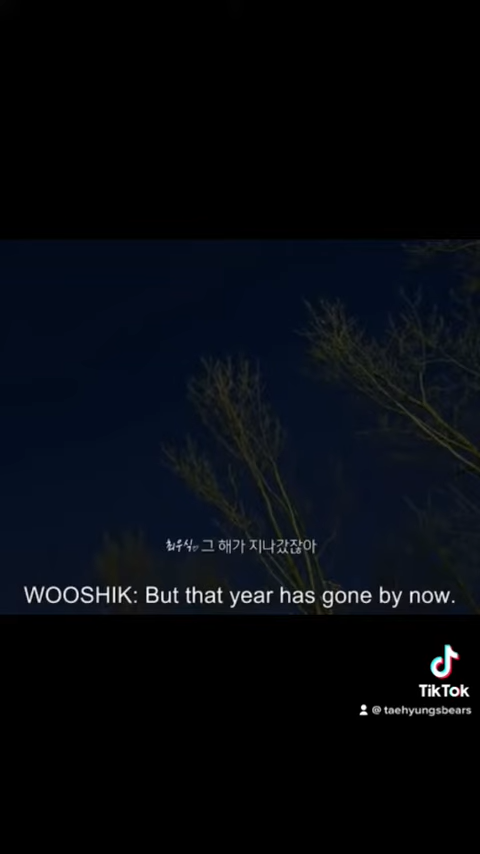 최우식 그 해가 지나갔잖아
WOOSHIK: But that year has gone by now.
TikTok
@ taehyungsbears